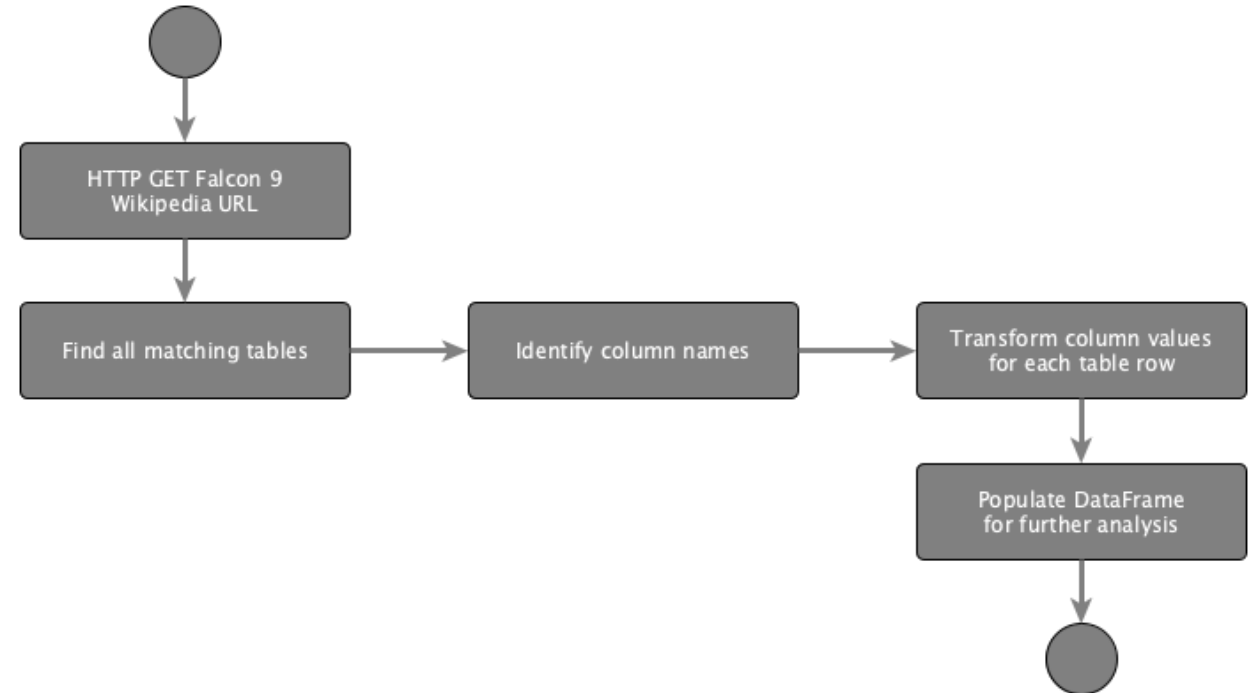 HTTP GET Falcon 9
Wikipedia URL
Find all matching tables
Identify column names
Transform column values
for each table row
Populate DataFrame
for further analysis